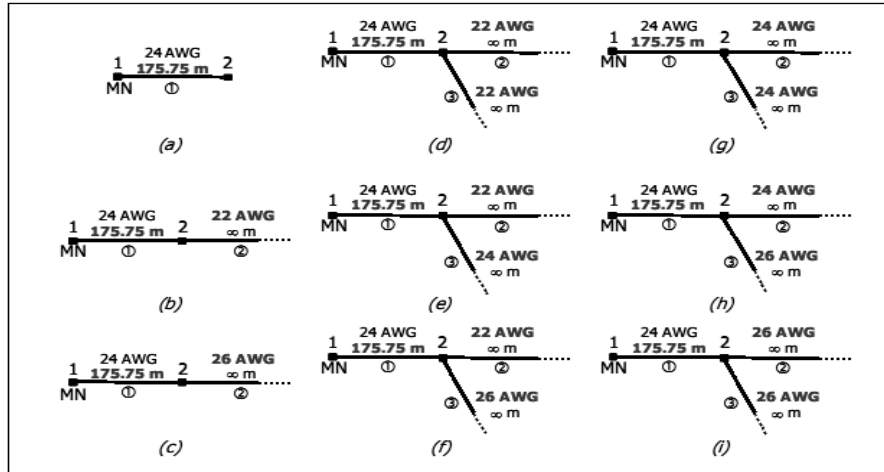 1 24 AWG 2
175.75 m
MN ①
(a)
1 24 AWG 2 22 AWG
175.75 m ∞ m
MN ① ②
(b)
1 24 AWG 2 26 AWG
175.75 m ∞ m
MN ① ②
(c)
1 24 AWG 2 22 AWG
175.75 m ∞ m
MN ① ②
③ 22 AWG
∞ m
(d)
1 24 AWG 2 22 AWG
175.75 m ∞ m
MN ① ②
③ 24 AWG
∞ m
(e)
1 24 AWG 2 22 AWG
175.75 m ∞ m
MN ① ②
③ 26 AWG
∞ m
(f)
1 24 AWG 2 24 AWG
175.75 m ∞ m
MN ① ②
③ 24 AWG
∞ m
(g)
1 24 AWG 2 24 AWG
175.75 m ∞ m
MN ① ②
③ 26 AWG
∞ m
(h)
1 24 AWG 2 26 AWG
175.75 m ∞ m
MN ① ②
③ 26 AWG
∞ m
(i)